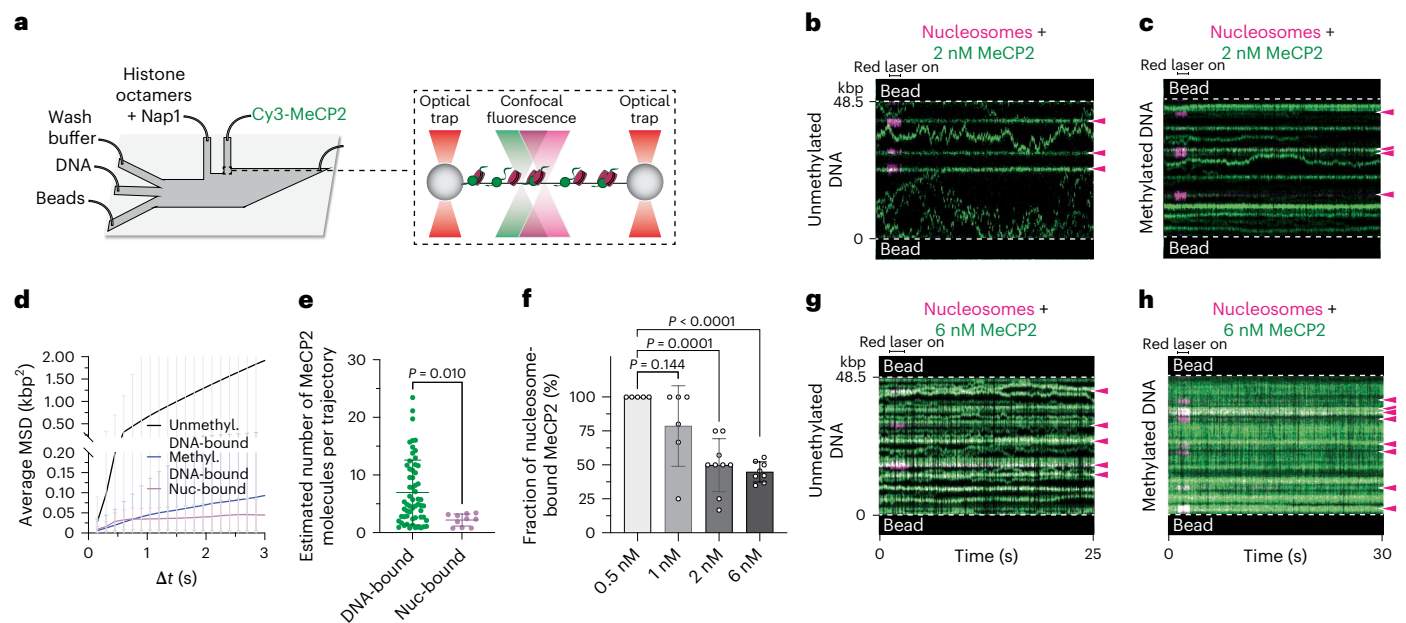 a
Histone
octamers
+ Nap1
Cy3-MeCP2
Wash
buffer
DNA
Beads
Optical
trap
Confocal
fluorescence
Optical
trap
b
Nucleosomes +
2 nM MeCP2
Red laser on
kbp
48.5
Bead
Unmethylated
DNA
0
Bead
c
Nucleosomes +
2 nM MeCP2
Red laser on
Bead
Methylated DNA
Bead
d
Average MSD (kbp2)
2.00
1.50
1.00
0.50
0.20
0.15
0.10
0.05
0
Unmethyl.
DNA-bound
Methyl.
DNA-bound
Nuc-bound
0
1
2
3
Δt (s)
e
Estimated number of MeCP2
molecules per trajectory
30
20
10
0
P = 0.010
DNA-bound
Nuc-bound
f
Fraction of nucleosome-
bound MeCP2 (%)
100
75
50
25
0
P < 0.0001
P = 0.0001
P = 0.144
0.5 nM
1 nM
2 nM
6 nM
g
Nucleosomes +
6 nM MeCP2
Red laser on
kbp
48.5
Bead
Unmethylated
DNA
0
Bead
0
Time (s)
25
h
Nucleosomes +
6 nM MeCP2
Red laser on
Bead
Methylated DNA
Bead
0
Time (s)
30